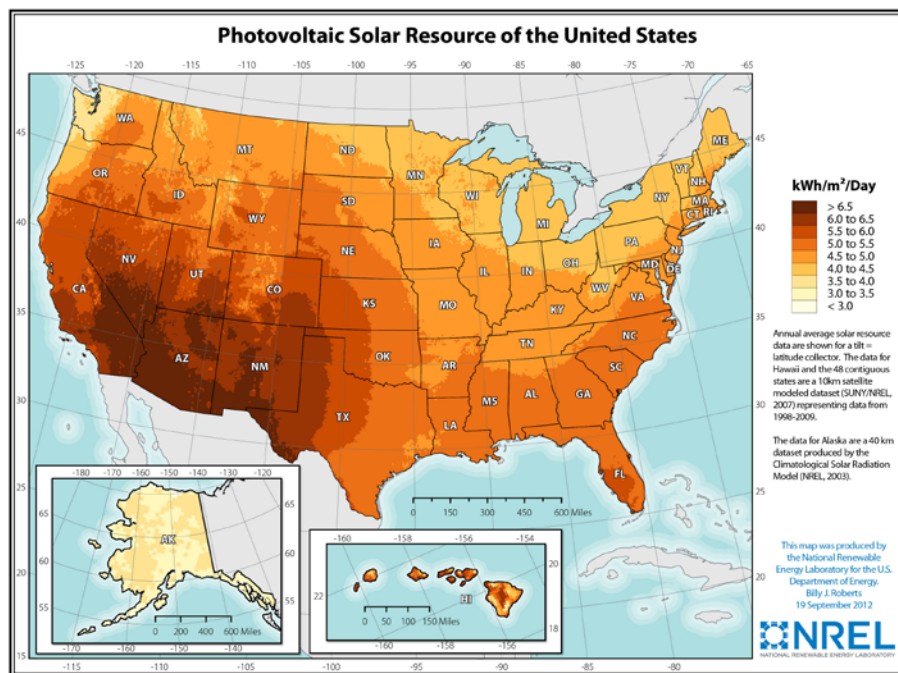 Photovoltaic Solar Resource of the United States
-125 -120 -115 -110 -105 -100 -95 -90 -85 -80 -75 -70 -65
45
40
35
30
25
20
15
45
40
35
30
25
20
-115 -110 -105 -100 -95 -90 -85 -80
WA
OR
CA
NV
ID
MT
WY
UT
CO
AZ
NM
ND
SD
NE
KS
OK
TX
MN
IA
MO
AR
LA
WI
IL
MI
IN
OH
KY
TN
MS
AL
GA
FL
SC
NC
VA
WV
PA
NY
VT
NH
ME
MA
RI
CT
NJ
DE
MD
0 150 300 450 600 Miles
-170 -160 -150 -140 -130 -120
65
60
55
65
60
55
AK
0 200 400 600 Miles
-170 -160 -150 -140
-160 -158 -156 -154
22
20
18
HI
0 50 100 150 Miles
-160 -158 -156
kWh/m²/Day
> 6.5
6.0 to 6.5
5.5 to 6.0
5.0 to 5.5
4.5 to 5.0
4.0 to 4.5
3.5 to 4.0
3.0 to 3.5
< 3.0
Annual average solar resource
data are shown for a tilt =
latitude collector. The data for
Hawaii and the 48 contiguous
states are a 10km satellite
modeled dataset (SUNY/NREL,
2007) representing data from
1998-2009.
The data for Alaska are a 40 km
dataset produced by the
Climatological Solar Radiation
Model (NREL, 2003).
This map was produced by
the National Renewable
Energy Laboratory for the U.S.
Department of Energy.
Billy J. Roberts
19 September 2012
NREL
NATIONAL RENEWABLE ENERGY LABORATORY